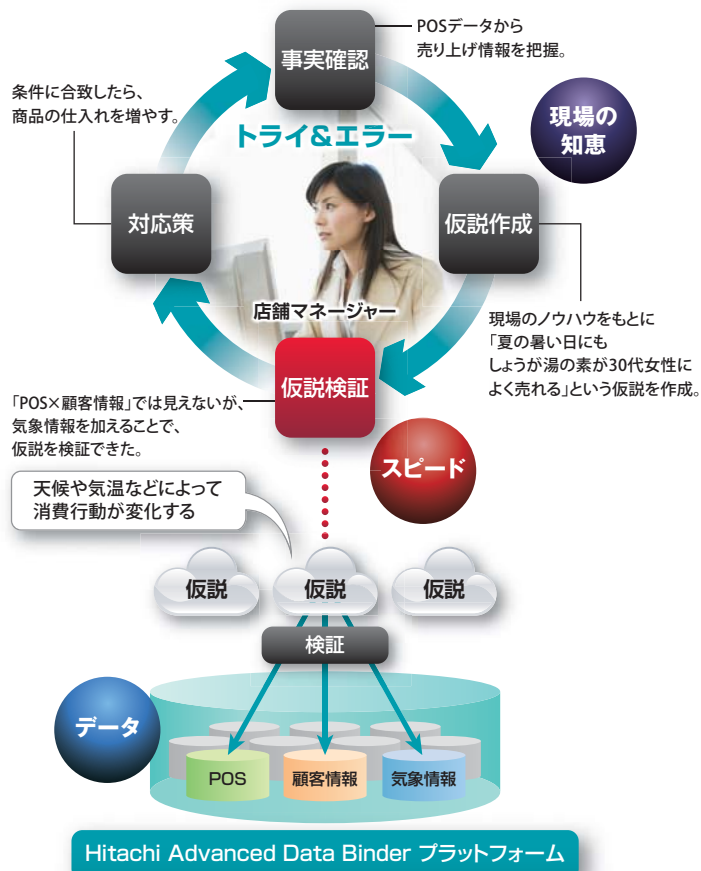 POSデータから
売り上げ情報を把握。
事実確認
条件に合致したら、
商品の仕入れを増やす。
トライ&エラー
現場の
知恵
対応策
仮説作成
店舗マネージャー
現場のノウハウをもとに
「夏の暑い日にも
しょうが湯の素が30代女性に
よく売れる」という仮説を作成。
仮説検証
「POS×顧客情報」では見えないが、
気象情報を加えることで、
仮説を検証できた。
スピード
天候や気温などによって
消費行動が変化する
仮説
仮説
仮説
検証
データ
POS
顧客情報
気象情報
Hitachi Advanced Data Binder プラットフォーム